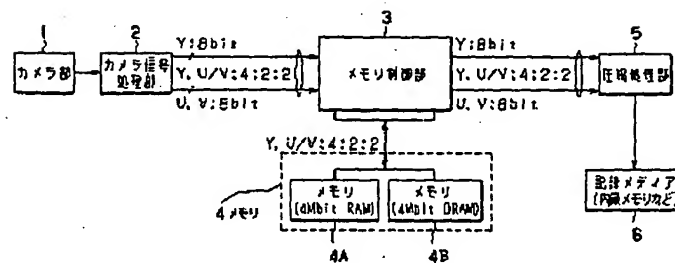 1
2
3
5
カメラ部
カメラ信号
処理部
Y:8bit
Y, U/V:4:2:2
U, V:8bit
メモリ制御部
Y:8bit
Y, U/V:4:2:2
U, V:8bit
圧縮処理部
Y, U/V:4:2:2
4メモリ
メモリ
(4Mbit RAM)
メモリ
(4Mbit DRAM)
4A
4B
記録メディア
(内蔵メモリなど)
6